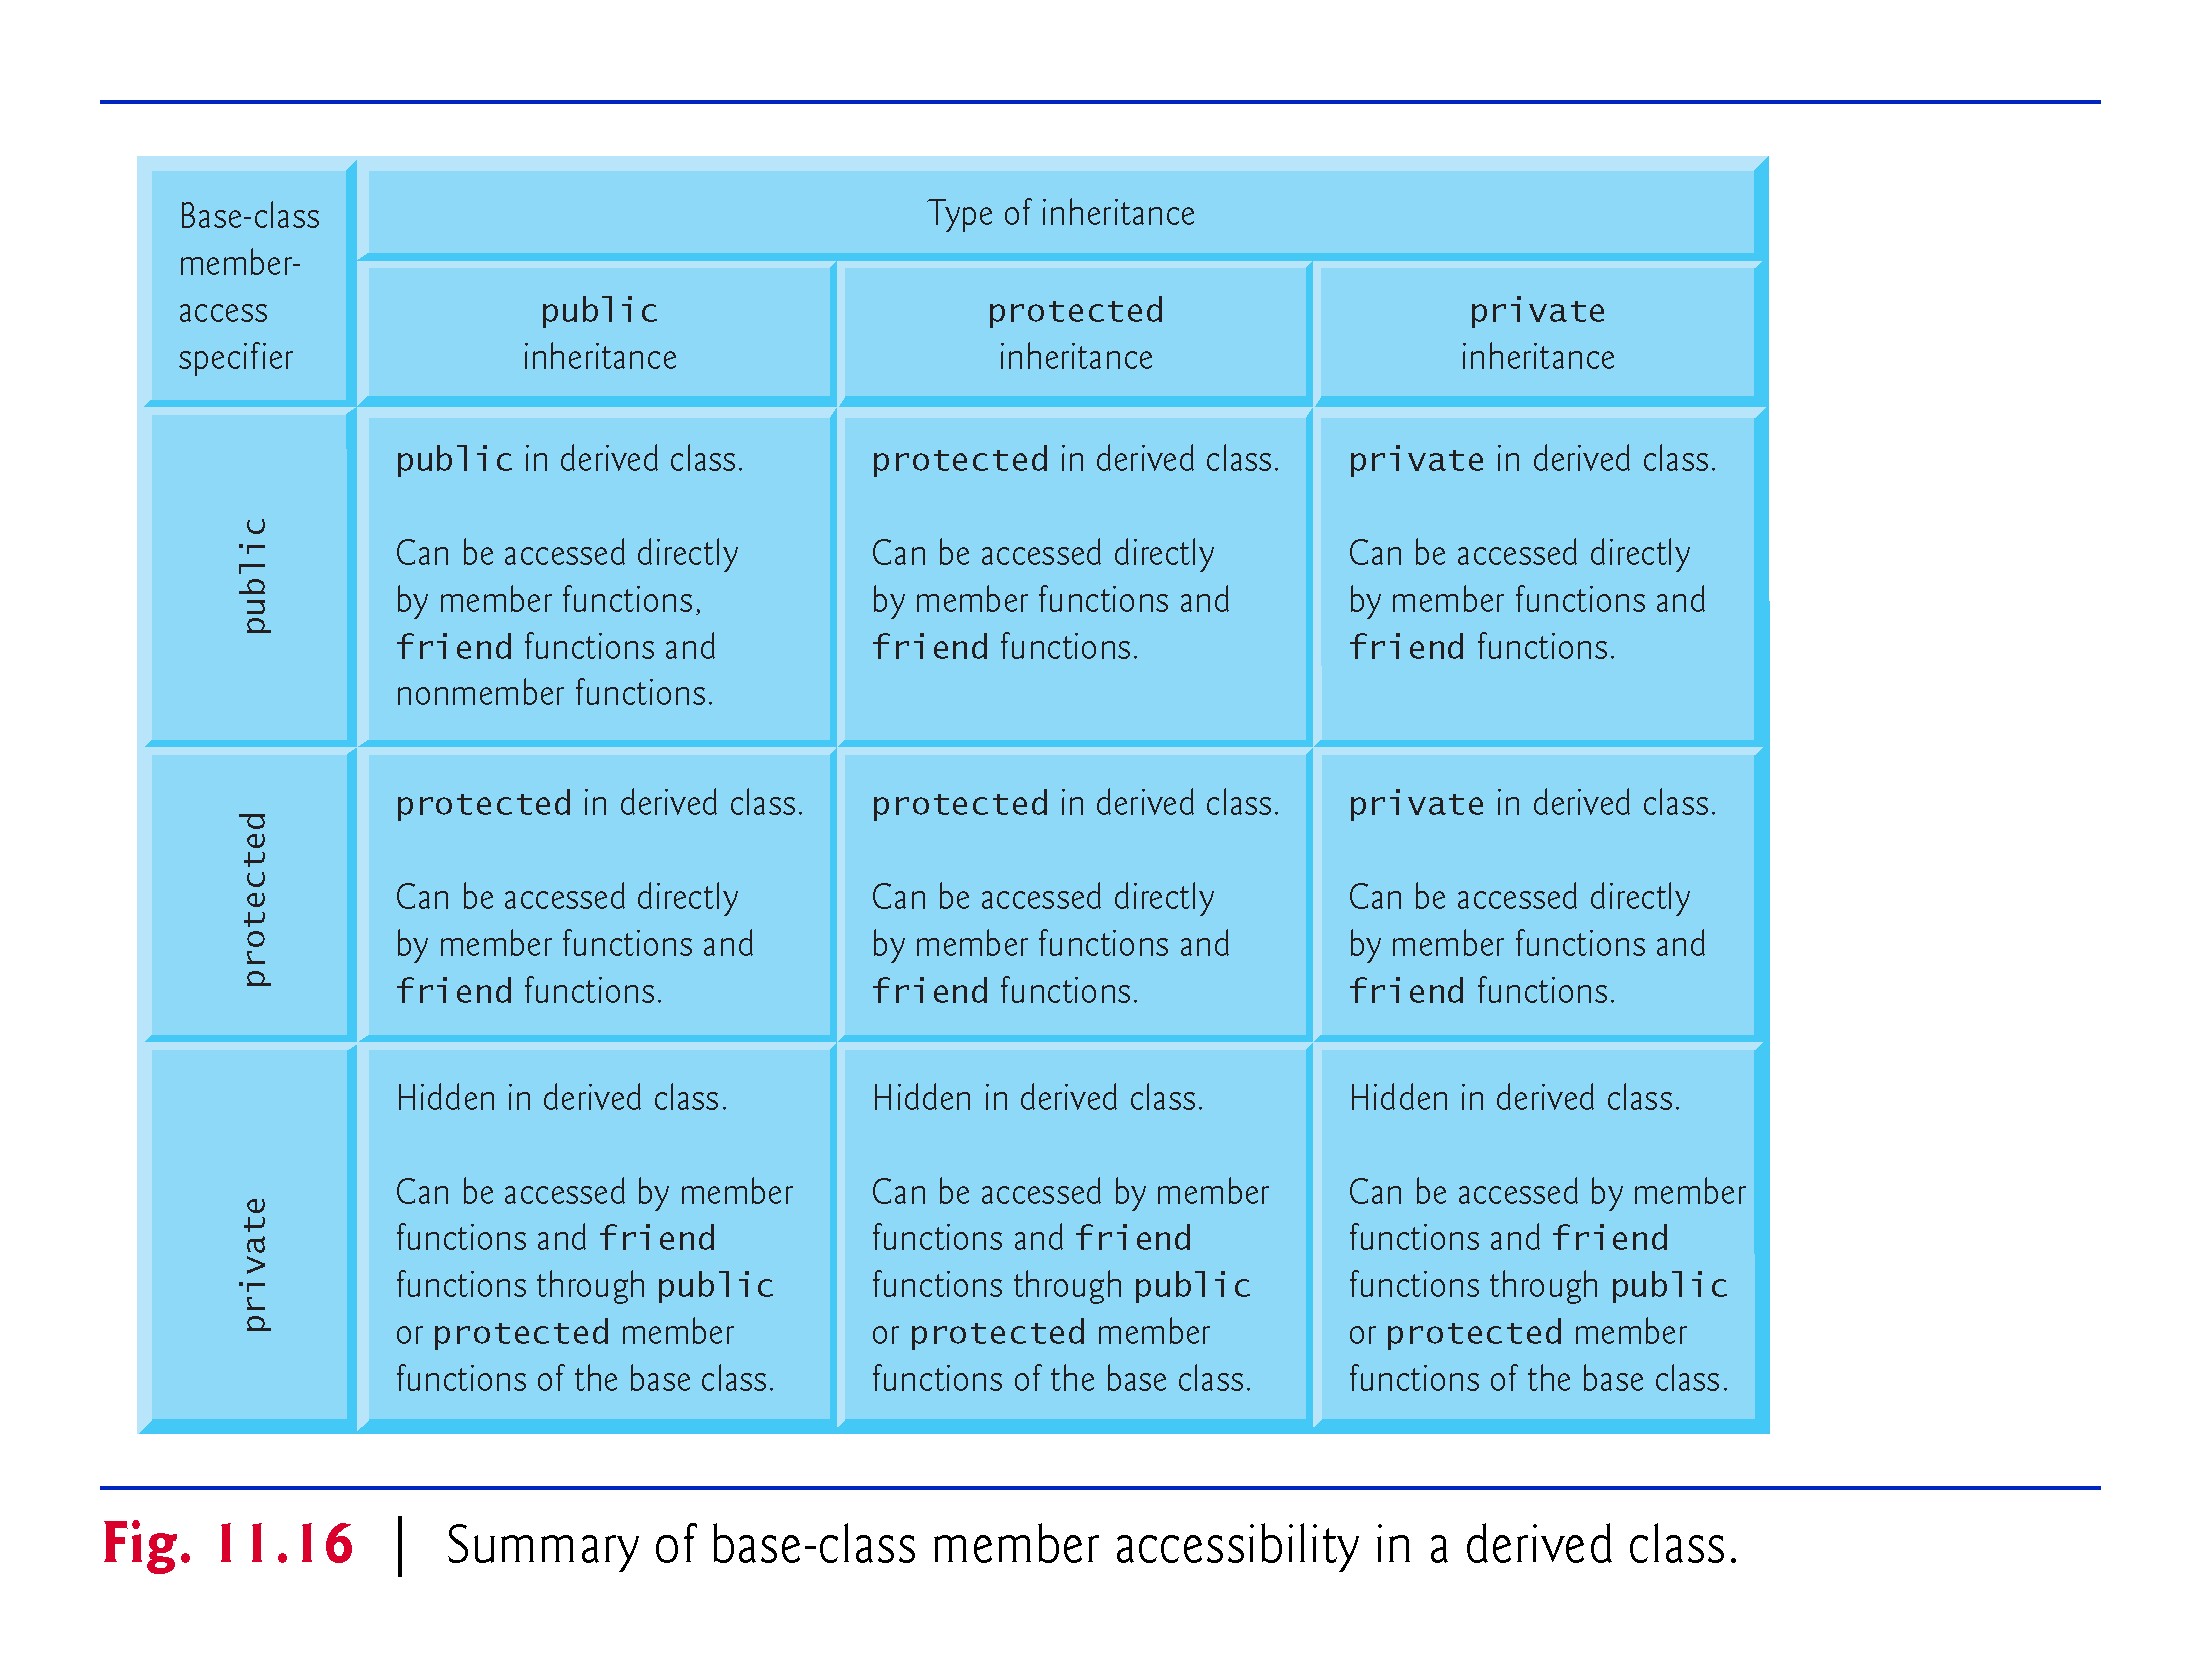 Base-class
member-
access
specifier
Type of inheritance
public
inheritance
protected
inheritance
private
inheritance
public
public in derived class.
Can be accessed directly
by member functions,
friend functions and
nonmember functions.
protected in derived class.
Can be accessed directly
by member functions and
friend functions.
private in derived class.
Can be accessed directly
by member functions and
friend functions.
protected
protected in derived class.
Can be accessed directly
by member functions and
friend functions.
protected in derived class.
Can be accessed directly
by member functions and
friend functions.
private in derived class.
Can be accessed directly
by member functions and
friend functions.
private
Hidden in derived class.
Can be accessed by member
functions and friend
functions through public
or protected member
functions of the base class.
Hidden in derived class.
Can be accessed by member
functions and friend
functions through public
or protected member
functions of the base class.
Hidden in derived class.
Can be accessed by member
functions and friend
functions through public
or protected member
functions of the base class.
Fig. 11.16 | Summary of base-class member accessibility in a derived class.